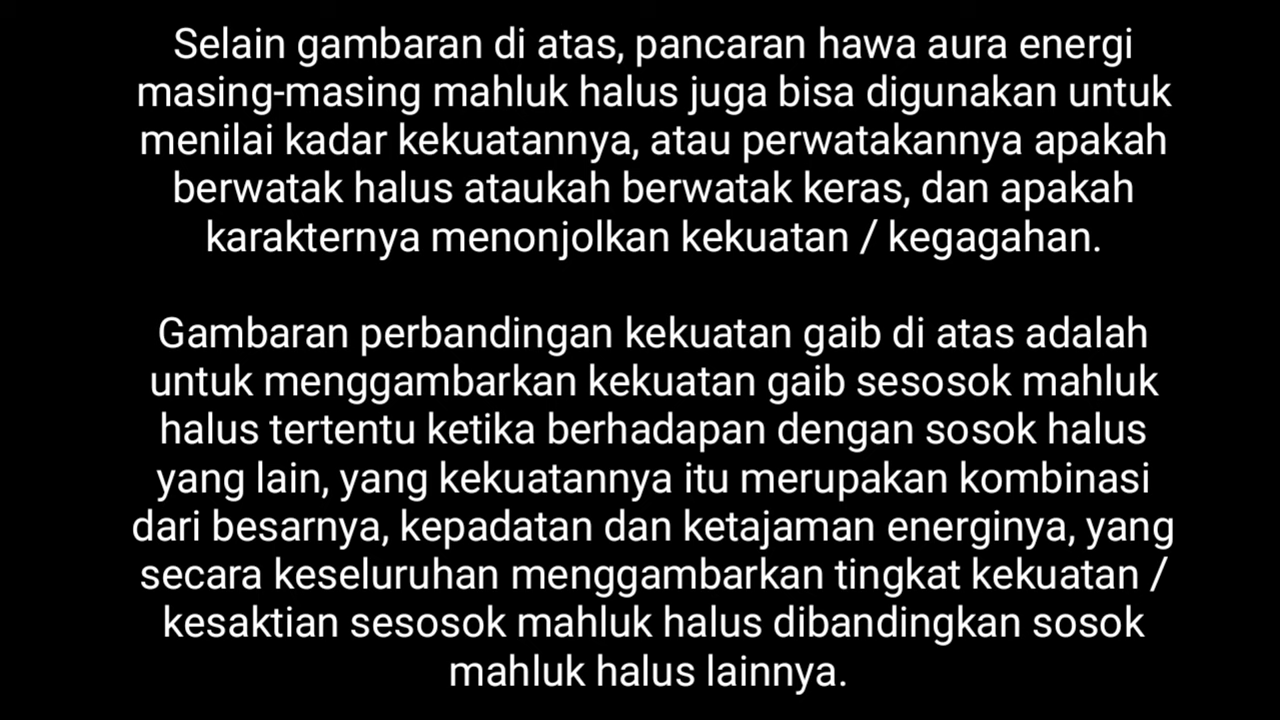 Selain gambaran di atas, pancaran hawa aura energi
masing-masing mahluk halus juga bisa digunakan untuk
menilai kadar kekuatannya, atau perwatakannya apakah
berwatak halus ataukah berwatak keras, dan apakah
karakternya menonjolkan kekuatan / kegagahan.
Gambaran perbandingan kekuatan gaib di atas adalah
untuk menggambarkan kekuatan gaib sesosok mahluk
halus tertentu ketika berhadapan dengan sosok halus
yang lain, yang kekuatannya itu merupakan kombinasi
dari besarnya, kepadatan dan ketajaman energinya, yang
secara keseluruhan menggambarkan tingkat kekuatan /
kesaktian sesosok mahluk halus dibandingkan sosok
mahluk halus lainnya.